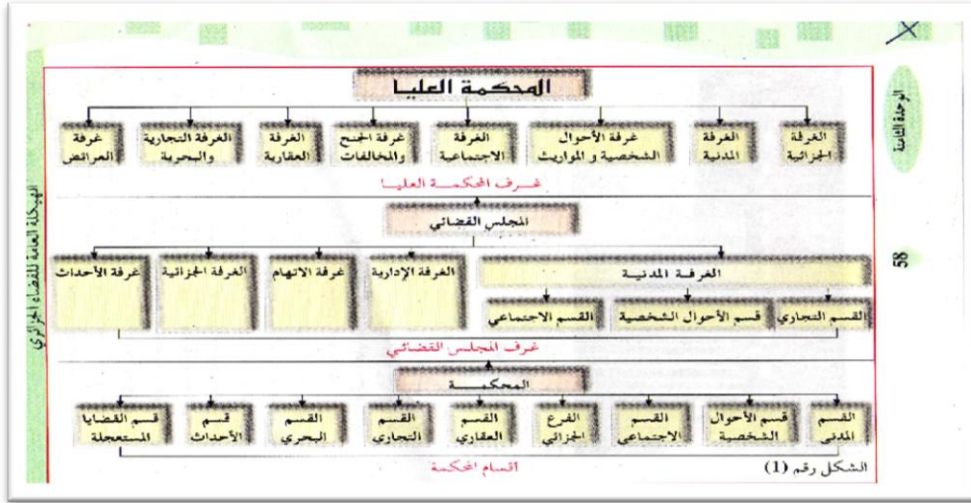 المحكمة العليا
الغرفة
الجزائية
الغرفة
المدنية
غرفة الأحوال
الشخصية و المواريث
الغرفة
الاجتماعية
غرفة الجنح
والمخالفات
الغرفة
العقارية
الغرفة التجارية
والبحرية
غرفة
العرائض
غرف المحكمة العليا
المجلس القضائي
الغرفة المدنية
الغرفة الإدارية
غرفة الاتهام
الغرفة الجزائية
غرفة الأحداث
القسم التجاري
قسم الأحوال الشخصية
القسم الاجتماعي
غرف المجلس القضائي
المحكمة
القسم
المدني
قسم الأحوال
الشخصية
القسم
الاجتماعي
الفرع
الجزائي
القسم
العقاري
القسم
التجاري
القسم
البحري
قسم
الأحداث
قسم القضايا
المستعجلة
أقسام المحكمة
الشكل رقم (1)
الوحدة الثامنة
58
الهيكلة العامة للقضاء الجزائري